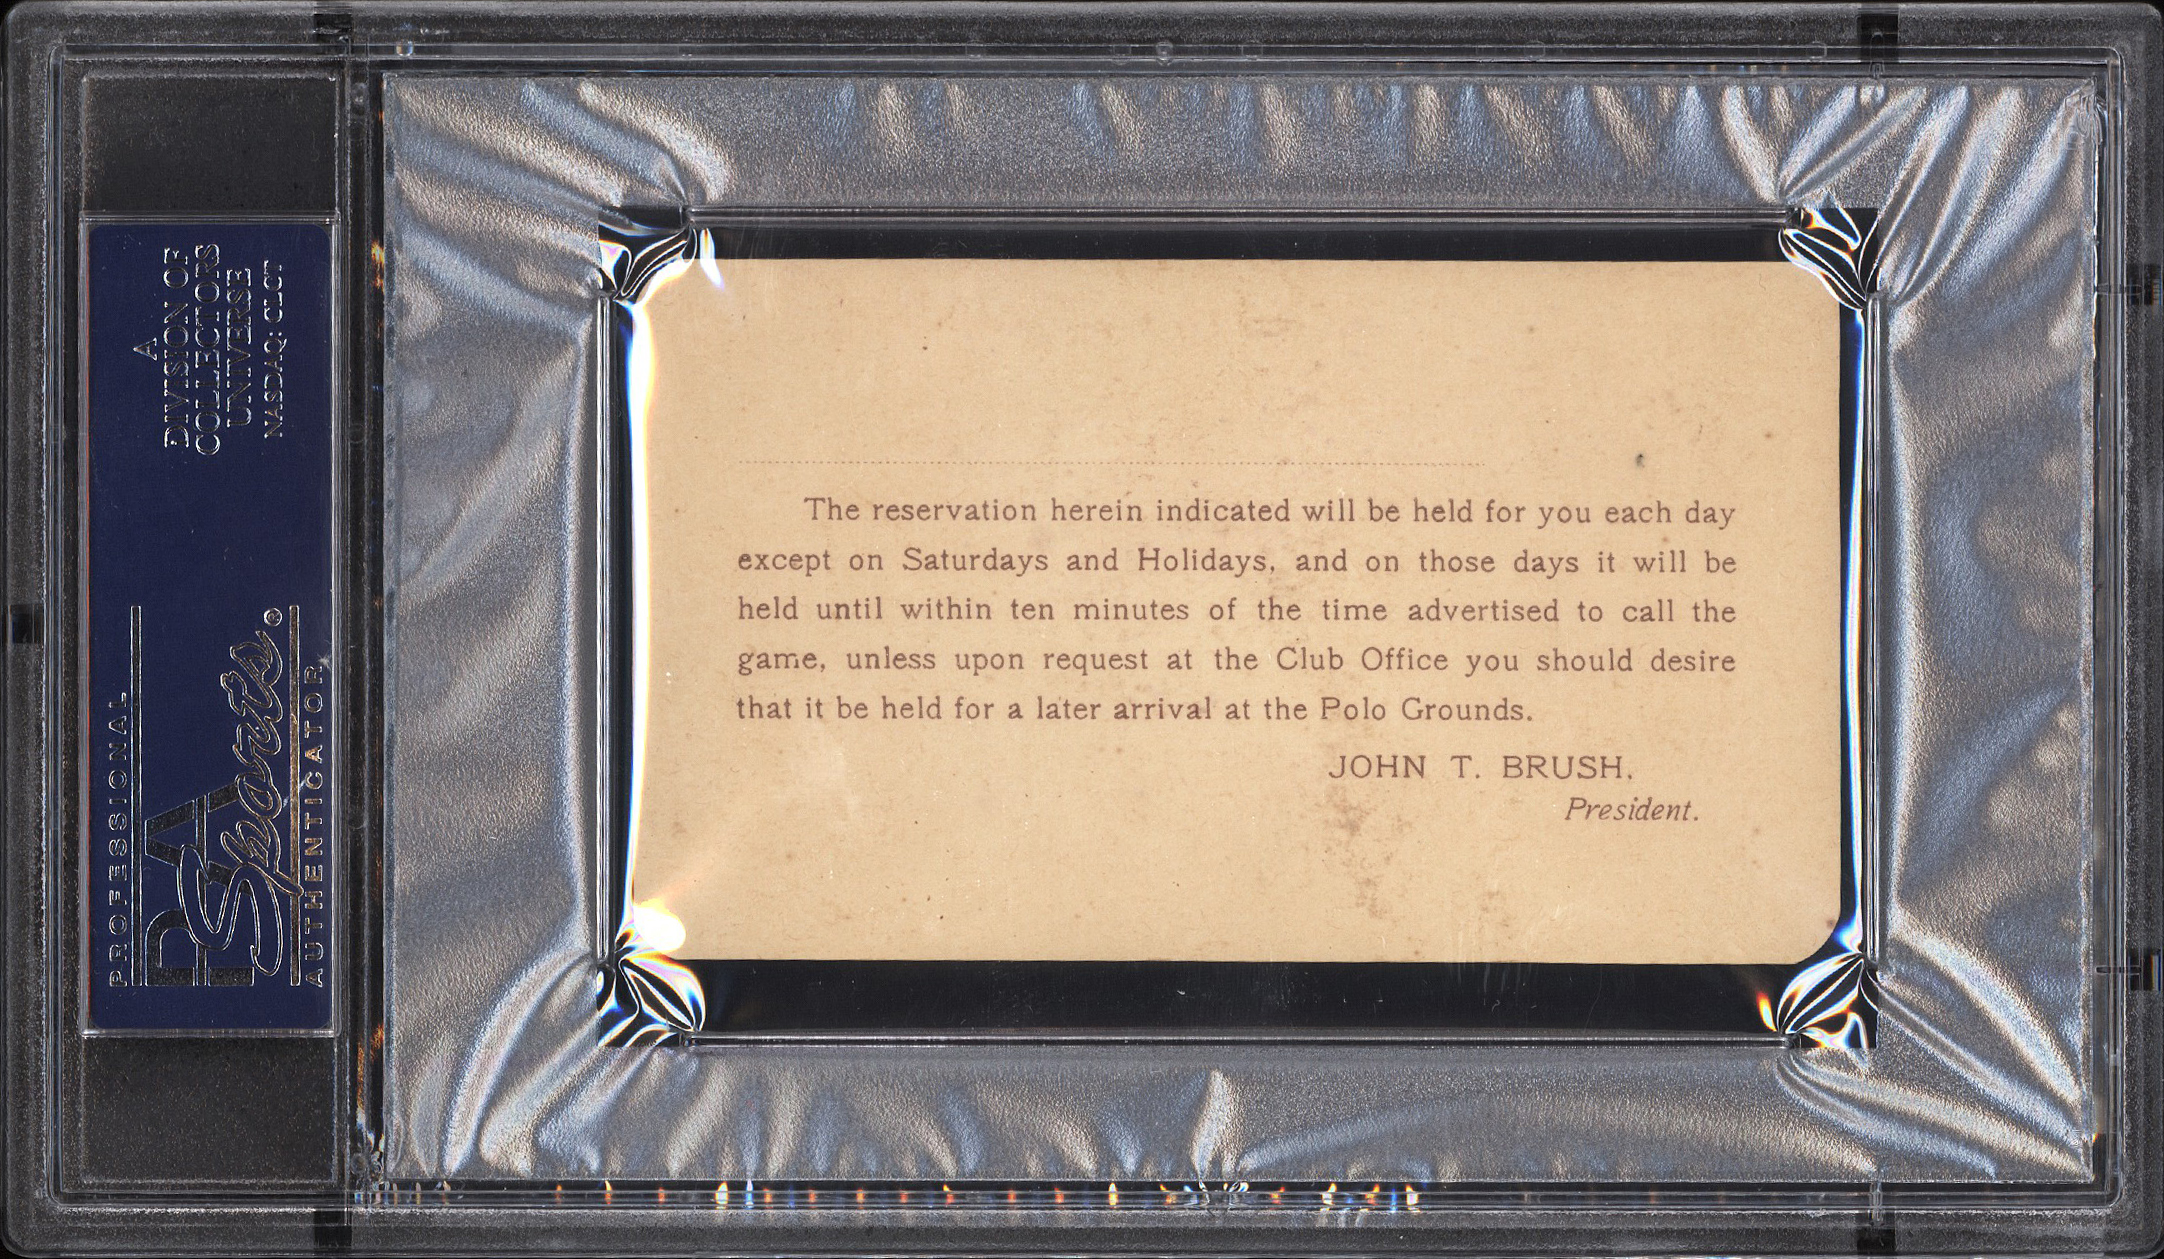 The reservation herein indicated will be held for you each day
except on Saturdays and Holidays, and on those days it will be
held until within ten minutes of the time advertised to call the
game, unless upon request at the Club Office you should desire
that it be held for a later arrival at the Polo Grounds.
JOHN T. BRUSH.
President.
A
DIVISION OF
COLLECTORS
UNIVERSE
NASDAQ: CLCT
PROFESSIONAL
PSA
Sports®
AUTHENTICATOR